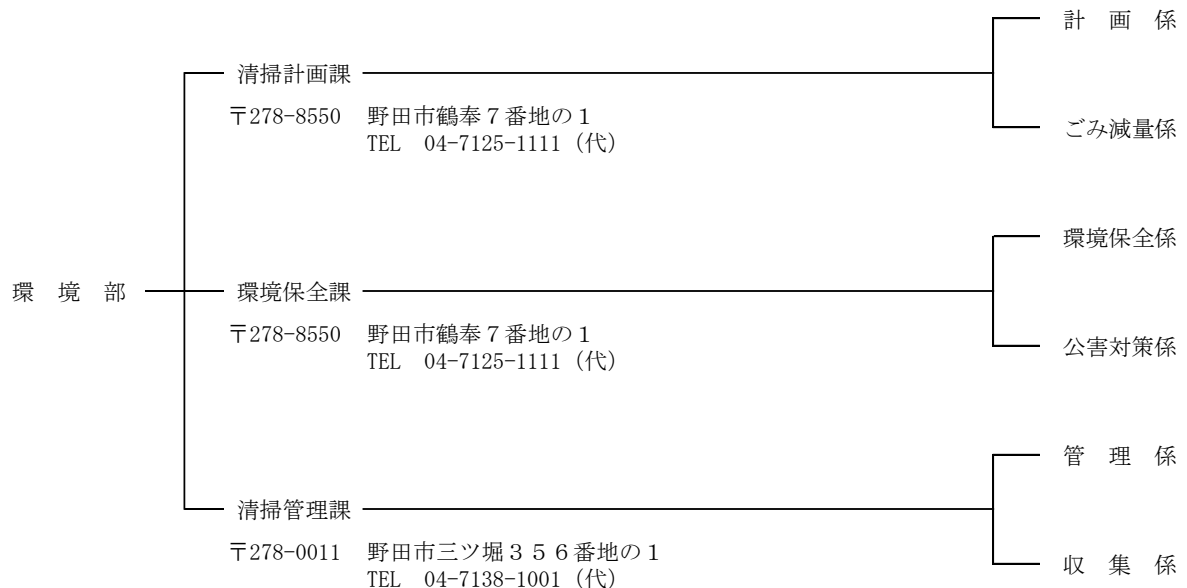 計　画　係
清掃計画課
〒278-8550　野田市鶴奉７番地の１
TEL　04-7125-1111（代）
ごみ減量係
環境保全係
環　境　部
環境保全課
〒278-8550　野田市鶴奉７番地の１
TEL　04-7125-1111（代）
公害対策係
管　理　係
清掃管理課
〒278-0011　野田市三ツ堀３５６番地の１
TEL　04-7138-1001（代）
収　集　係